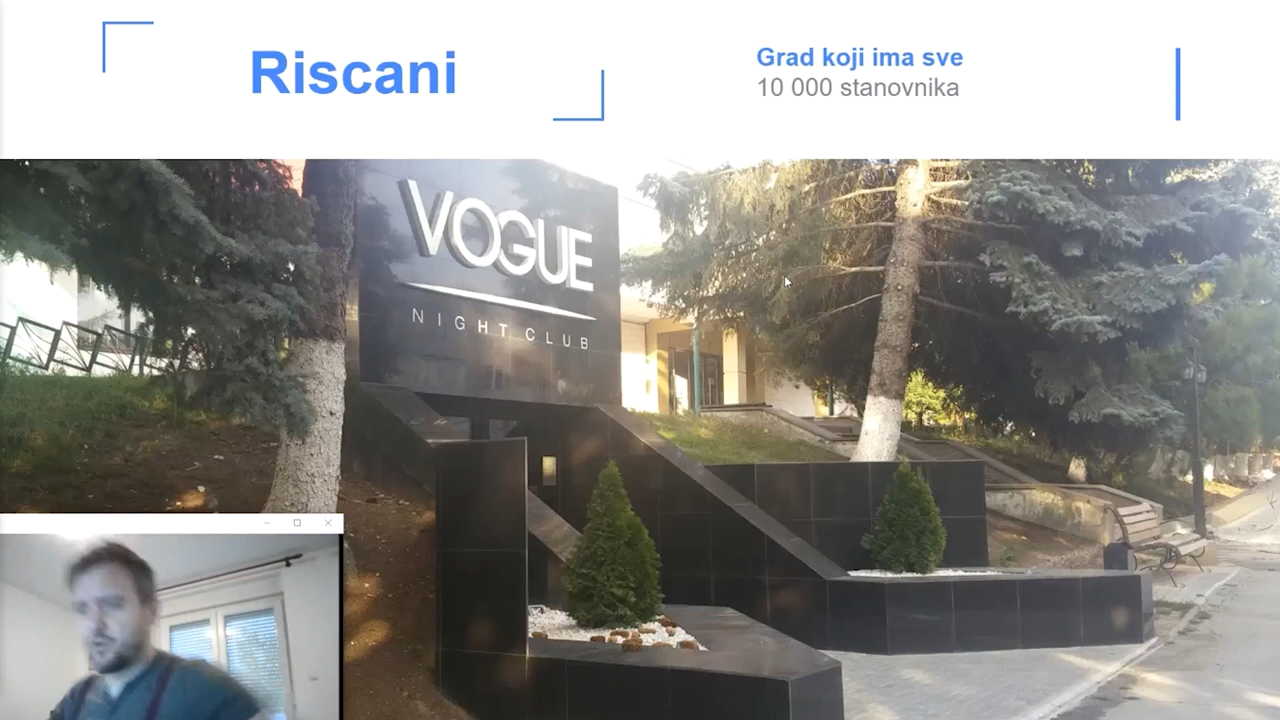 Riscani
Grad koji ima sve
10 000 stanovnika
VOGUE
NIGHT CLUB